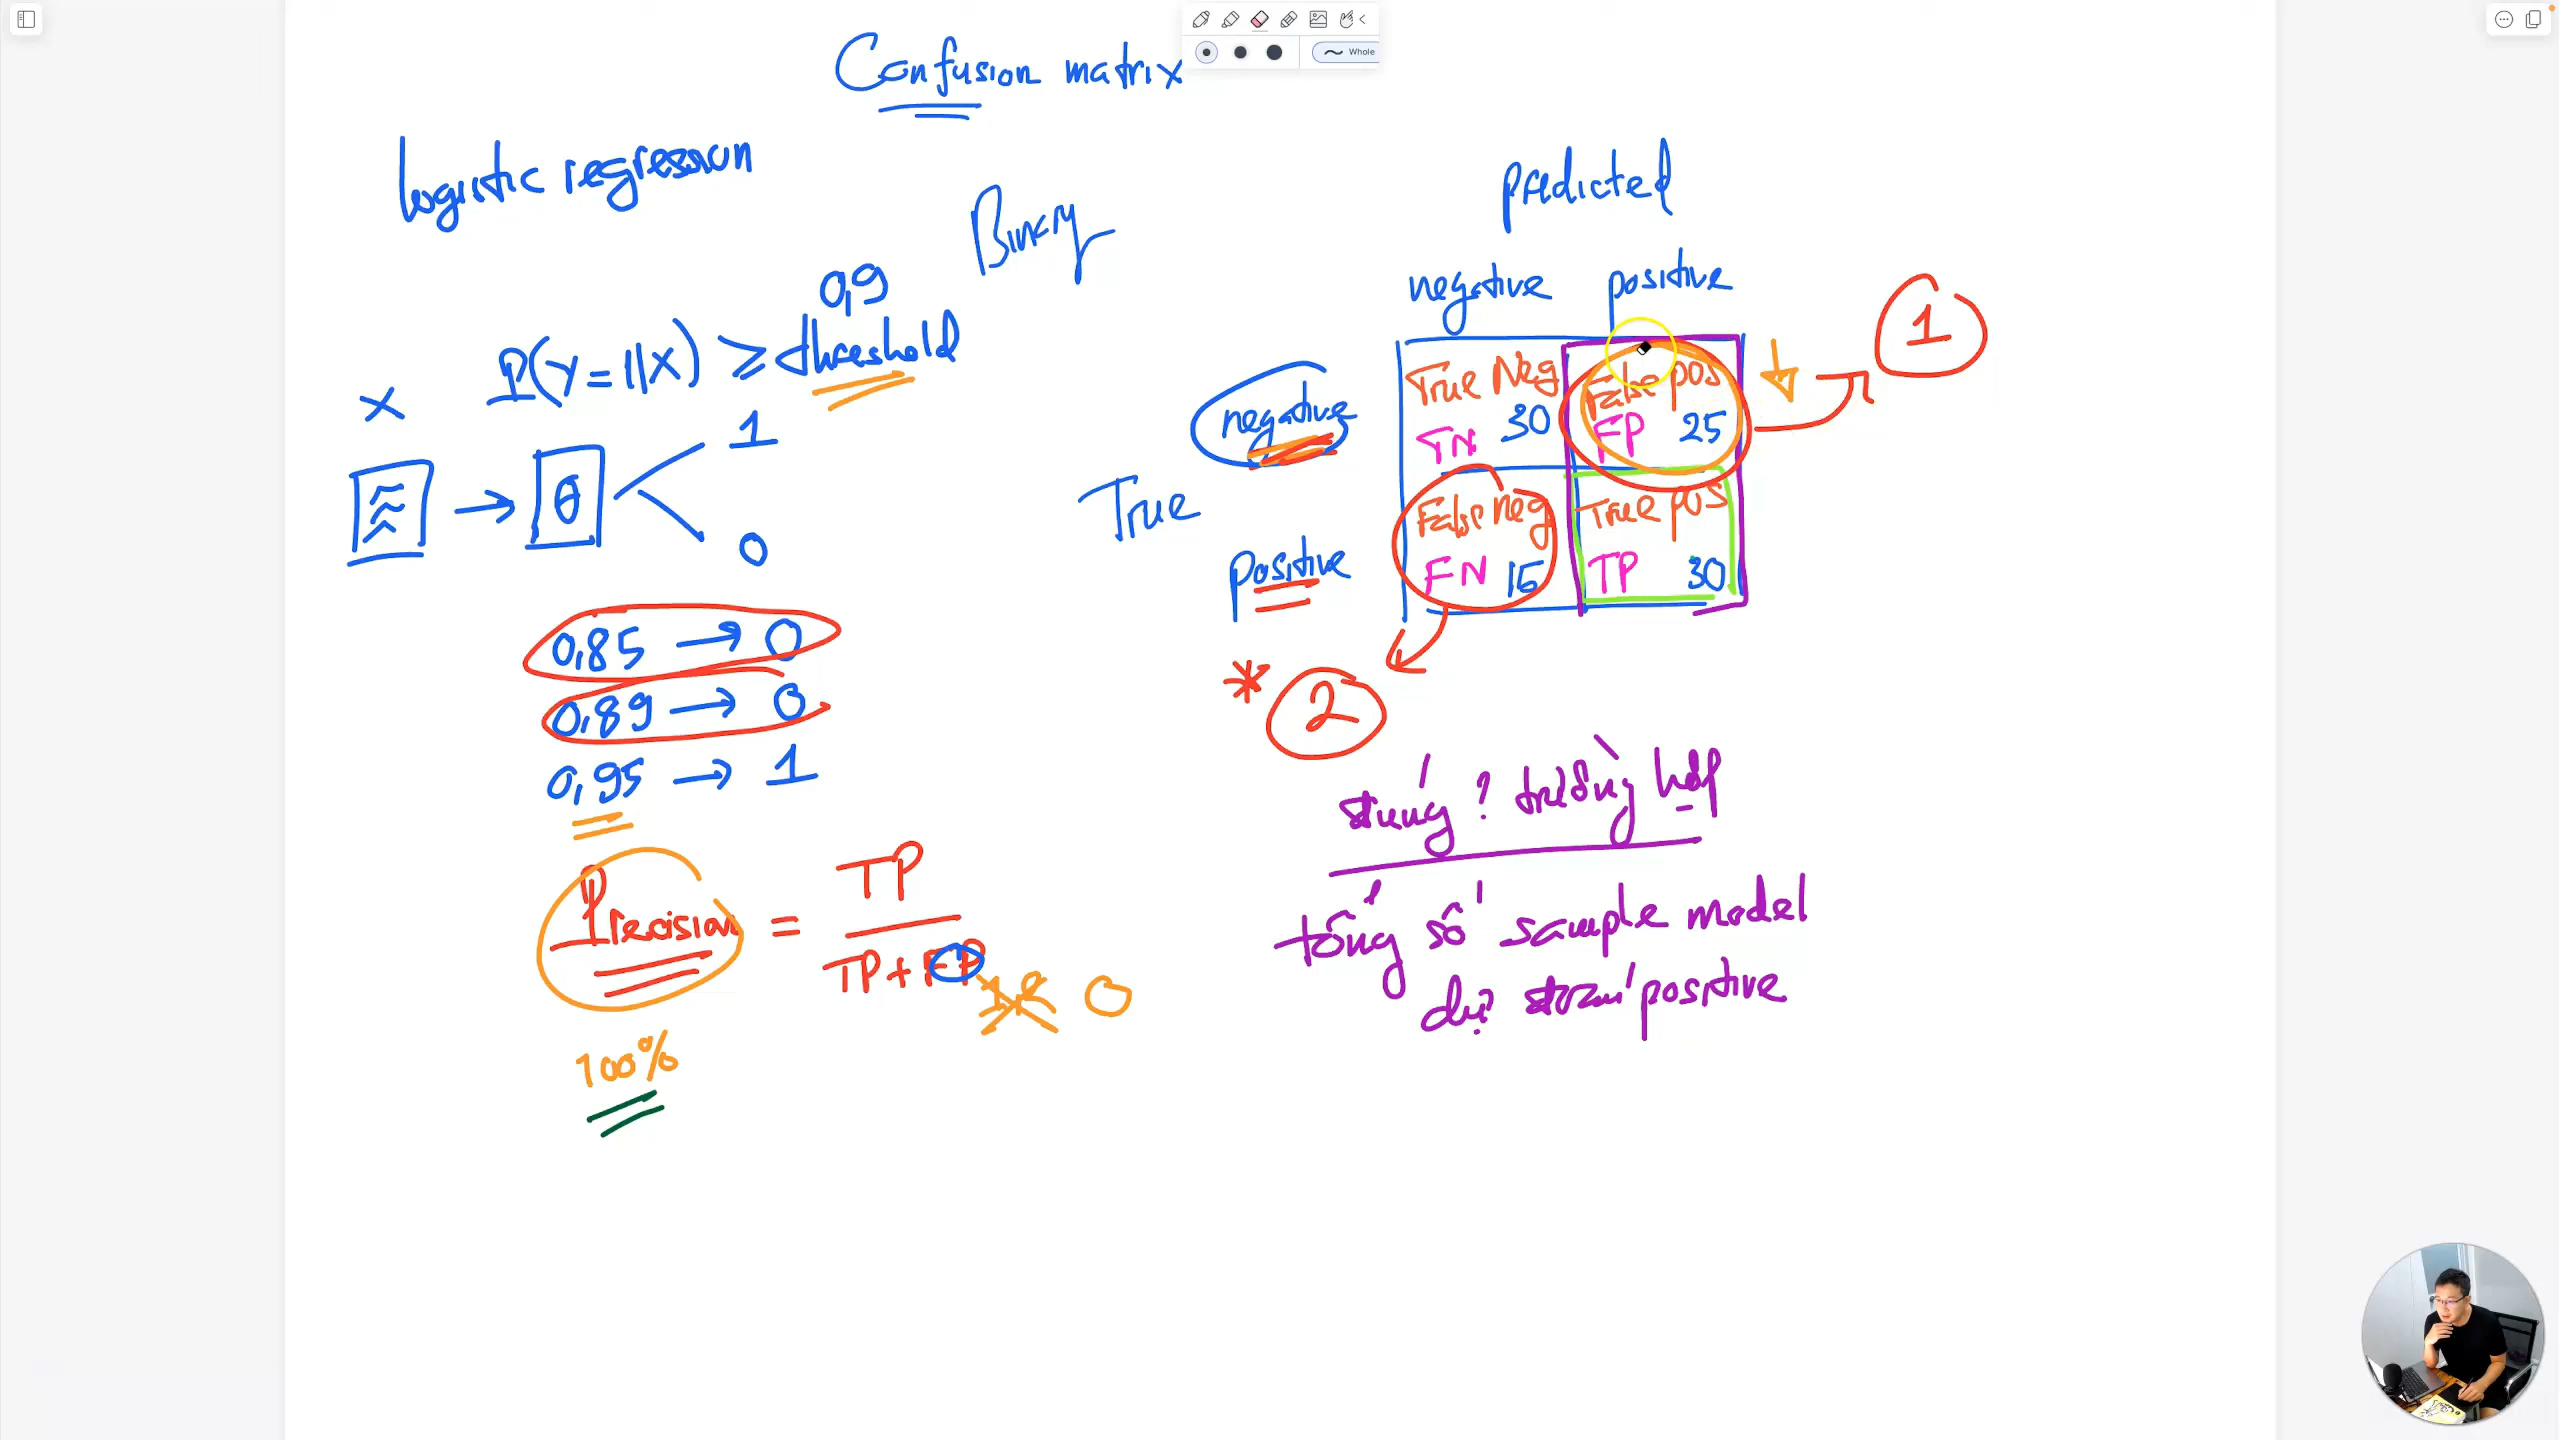 Whole
Confusion matrix
logistic regression
Binary
0,9
P(Y=1|X) ≥ threshold
X
θ
1
0
0,85 → 0
0,89 → 0
0,95 → 1
Precision = TP
TP + FP
0
100%
predicted
negative positive
True
negative
positive
True Neg
TN 30
False pos
FP 25
False neg
FN 15
True pos
TP 30
1
* 2
đúng ? trường hợp
tổng số sample model
dự đoán positive